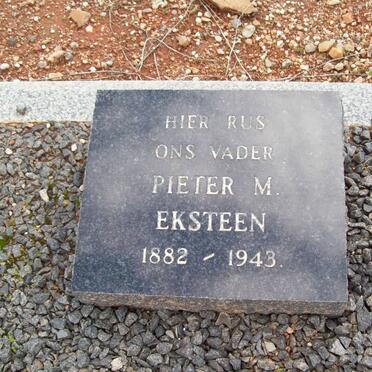 HIER RUS
ONS VADER
PIETER M.
EKSTEEN
1882 - 1943.